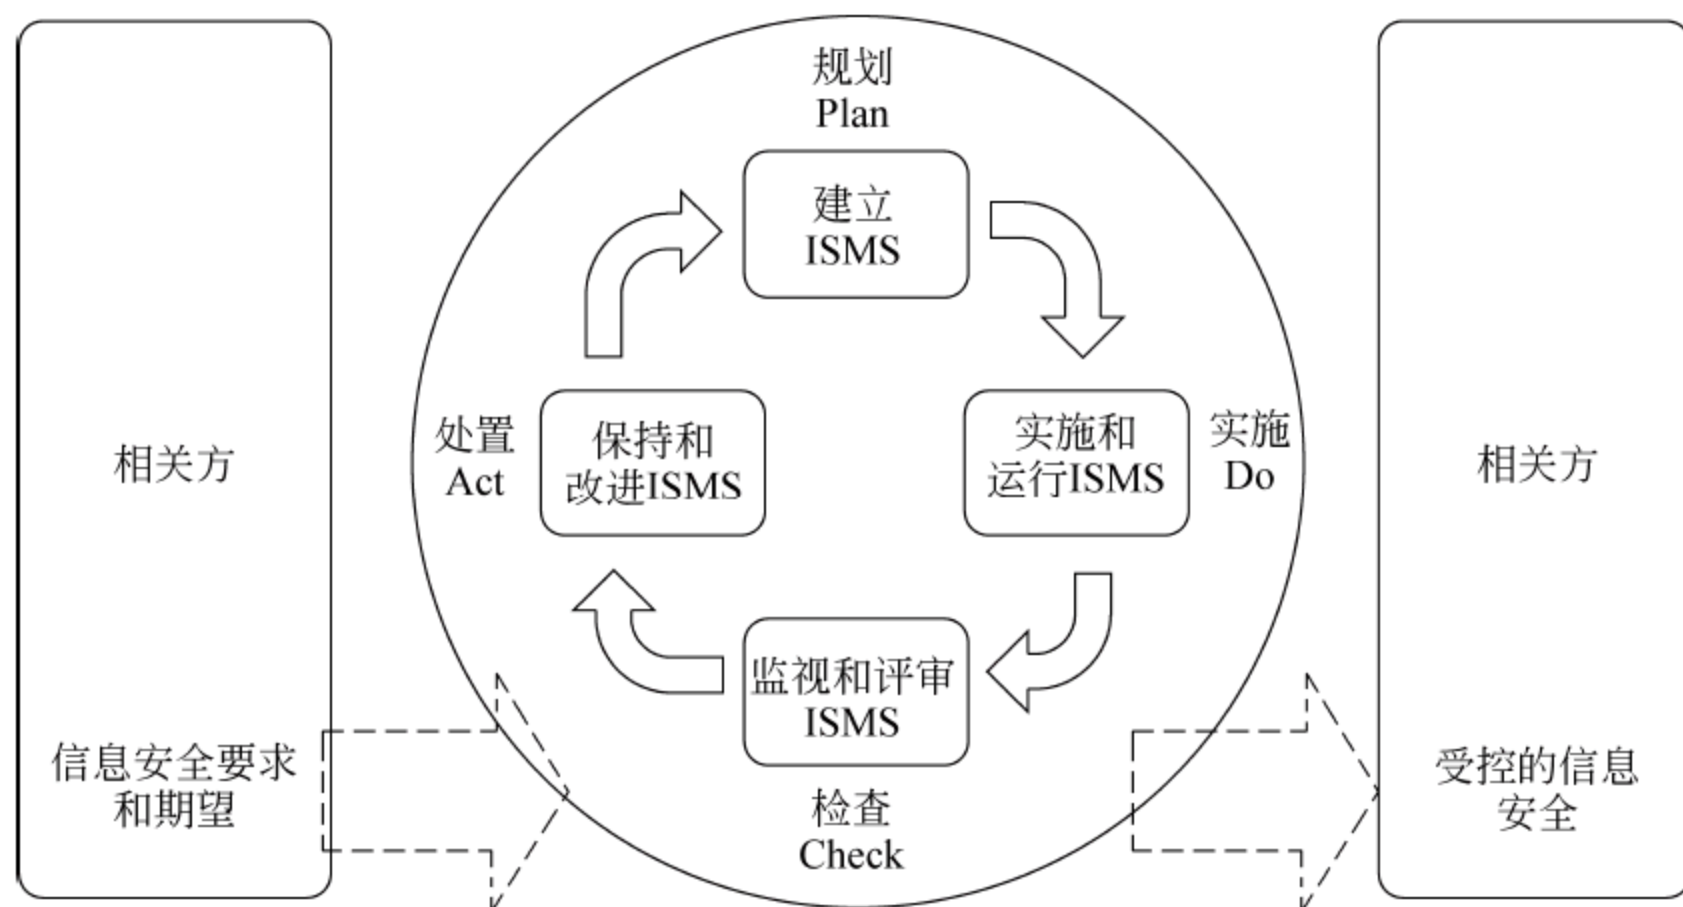 相关方
信息安全要求
和期望
规划
Plan
建立
ISMS
处置
Act
保持和
改进ISMS
实施和
运行ISMS
实施
Do
监视和评审
ISMS
检查
Check
相关方
受控的信息
安全